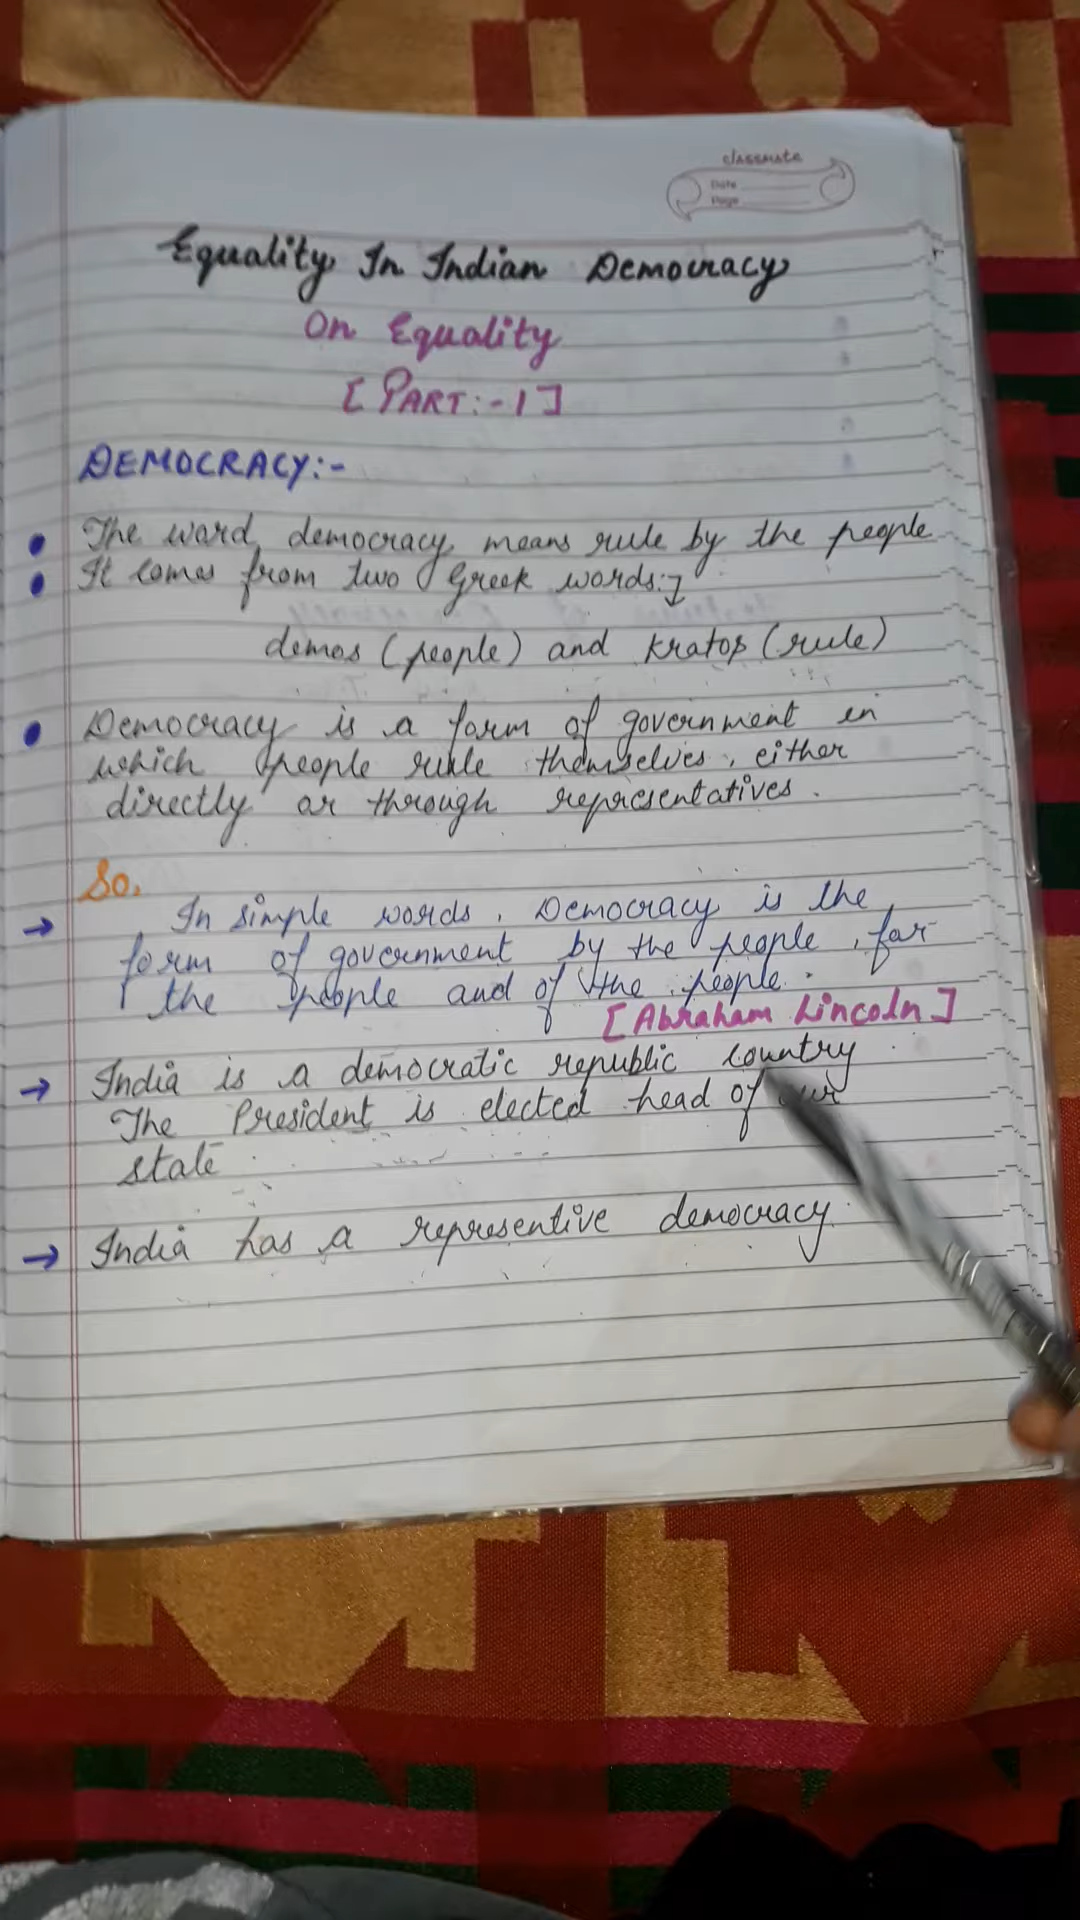 classmate
Date
Page
Equality In Indian Democracy
On Equality
[PART:-1]
DEMOCRACY:-
• The word democracy means rule by the people
• It comes from two Greek words:↴
demos (people) and kratos (rule)
• Democracy is a form of government in
which people rule themselves, either
directly or through representatives.
So,
→ In simple words, Democracy is the
form of government by the people, for
the people and of the people.
[Abraham Lincoln]
→ India is a democratic republic country.
The President is elected head of our
state
→ India has a representive democracy.